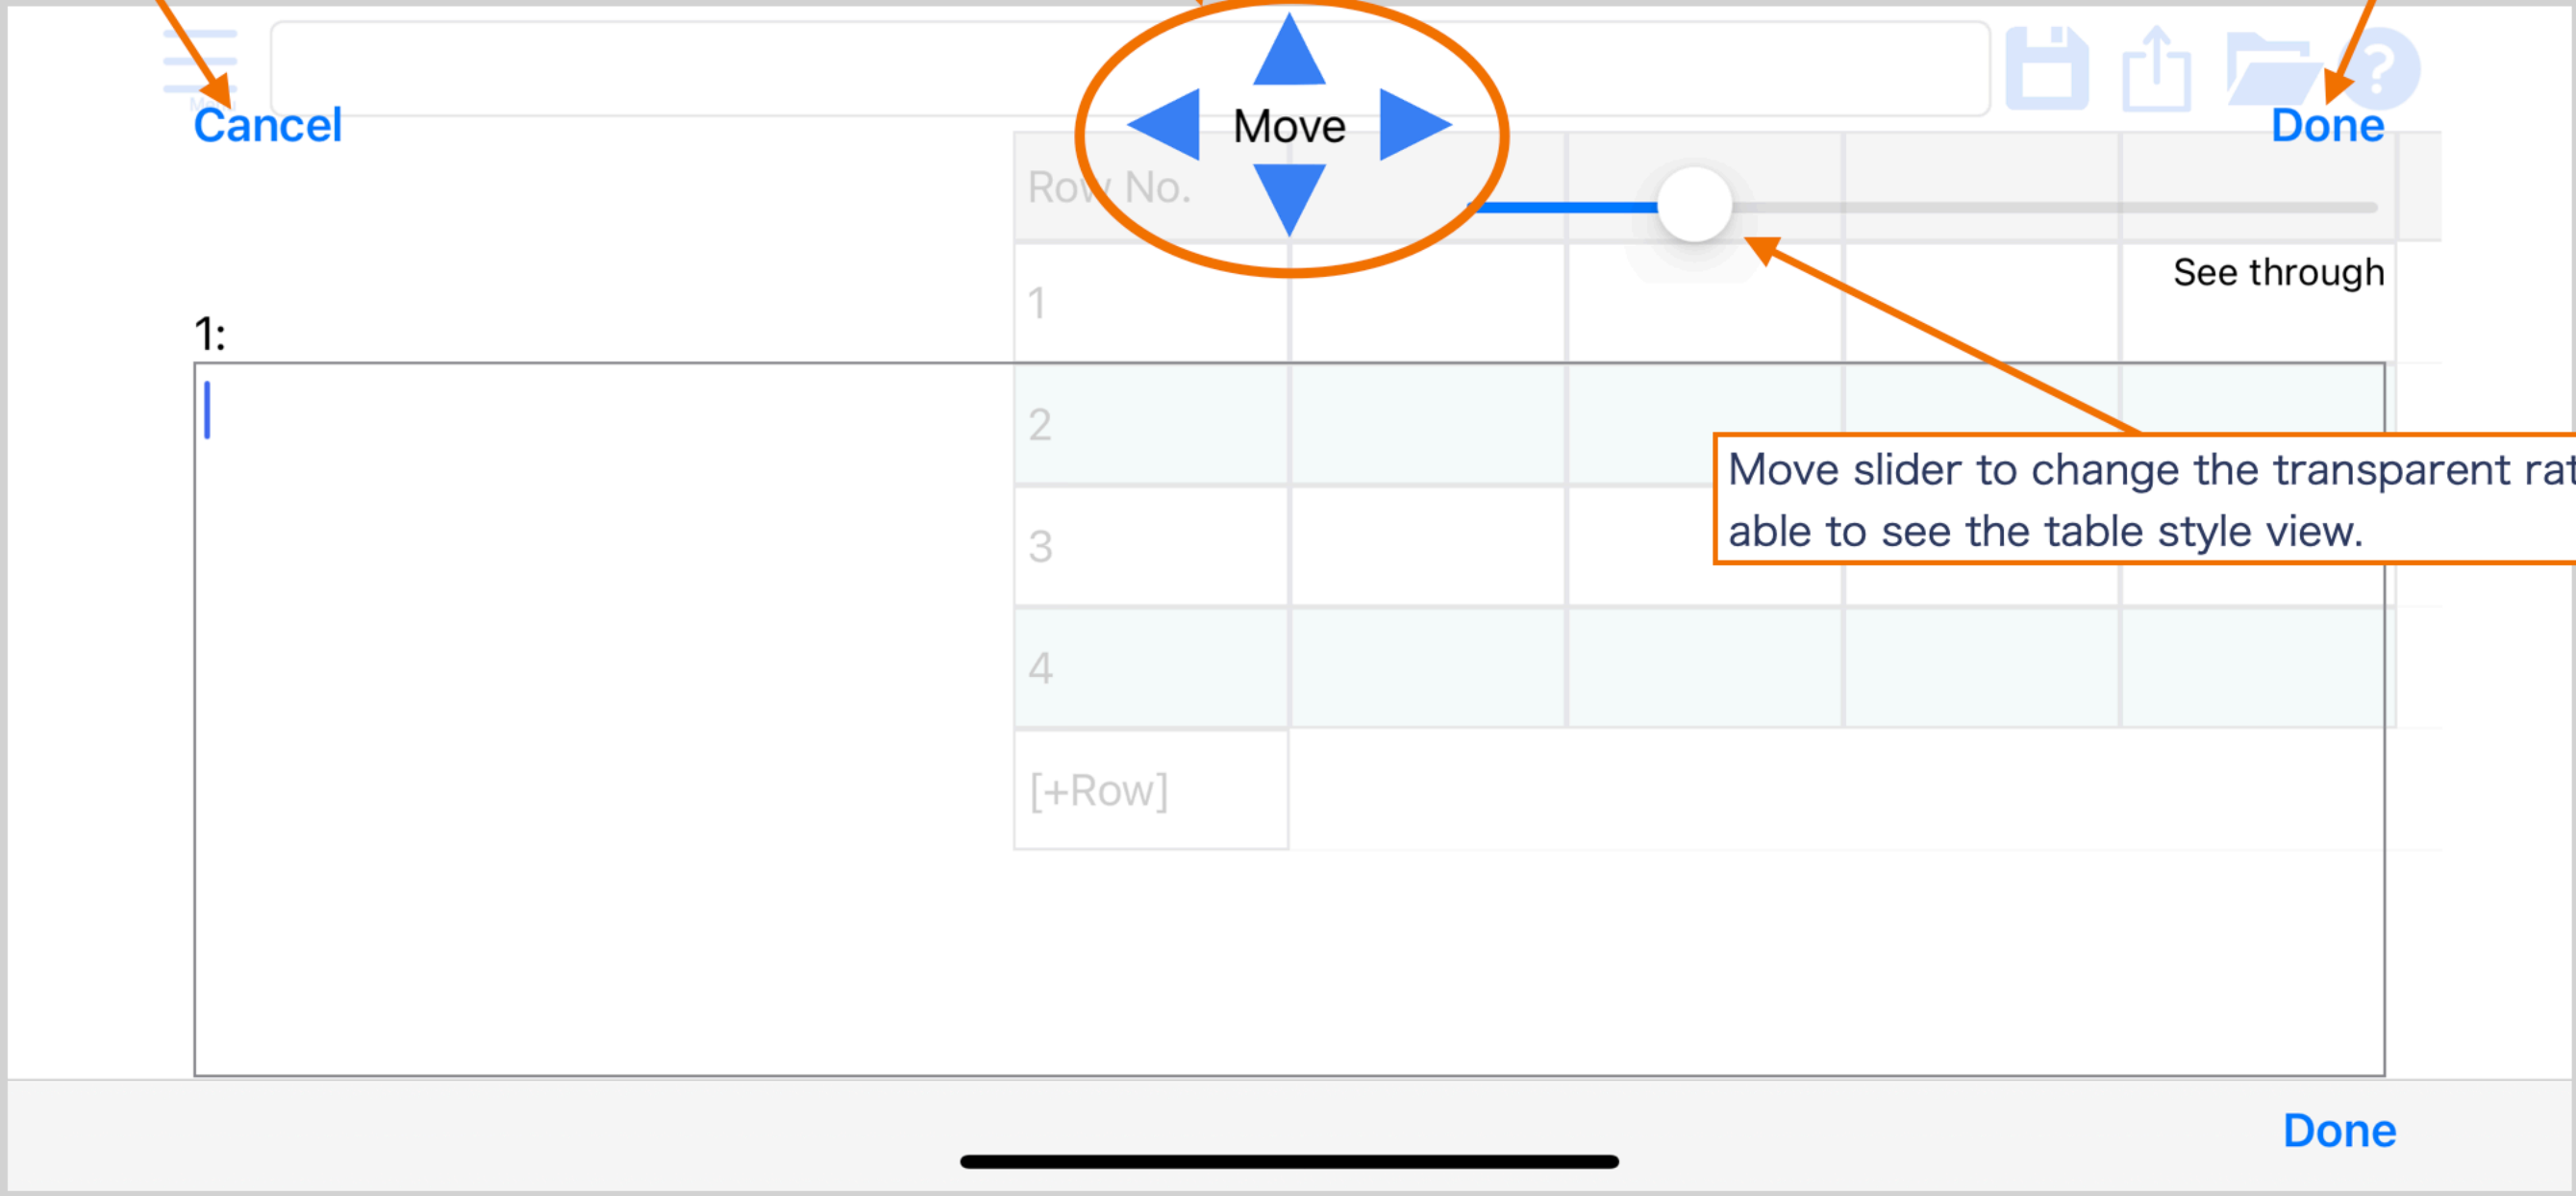 Menu
Cancel
Move
Done
Row No.
See through
1
1:
2
Move slider to change the transparent
able to see the table style view.
3
4
[+Row]
Done